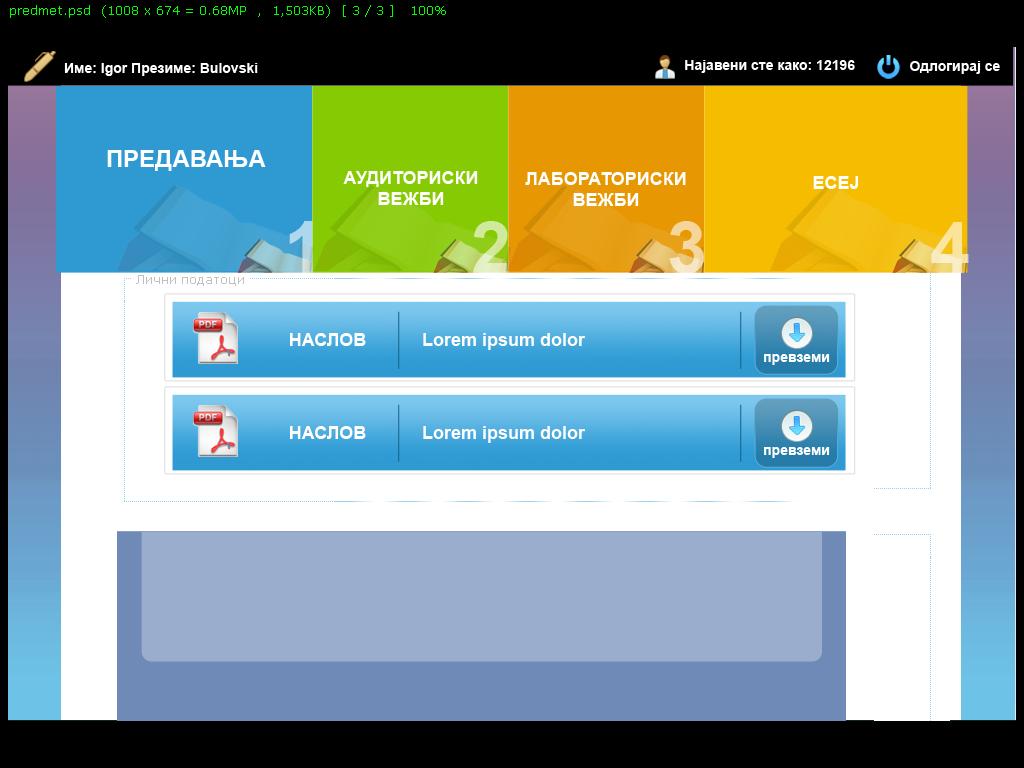 predmet.psd (1008 x 674 = 0.68MP , 1,503KB) [ 3 / 3 ] 100%
Име: Igor Презиме: Bulovski
Најавени сте како: 12196
Одлогирај се
ПРЕДАВАЊА
1
АУДИТОРИСКИ
ВЕЖБИ
2
ЛАБОРАТОРИСКИ
ВЕЖБИ
3
ЕСЕЈ
4
Лични податоци
PDF
НАСЛОВ
Lorem ipsum dolor
превземи
PDF
НАСЛОВ
Lorem ipsum dolor
превземи